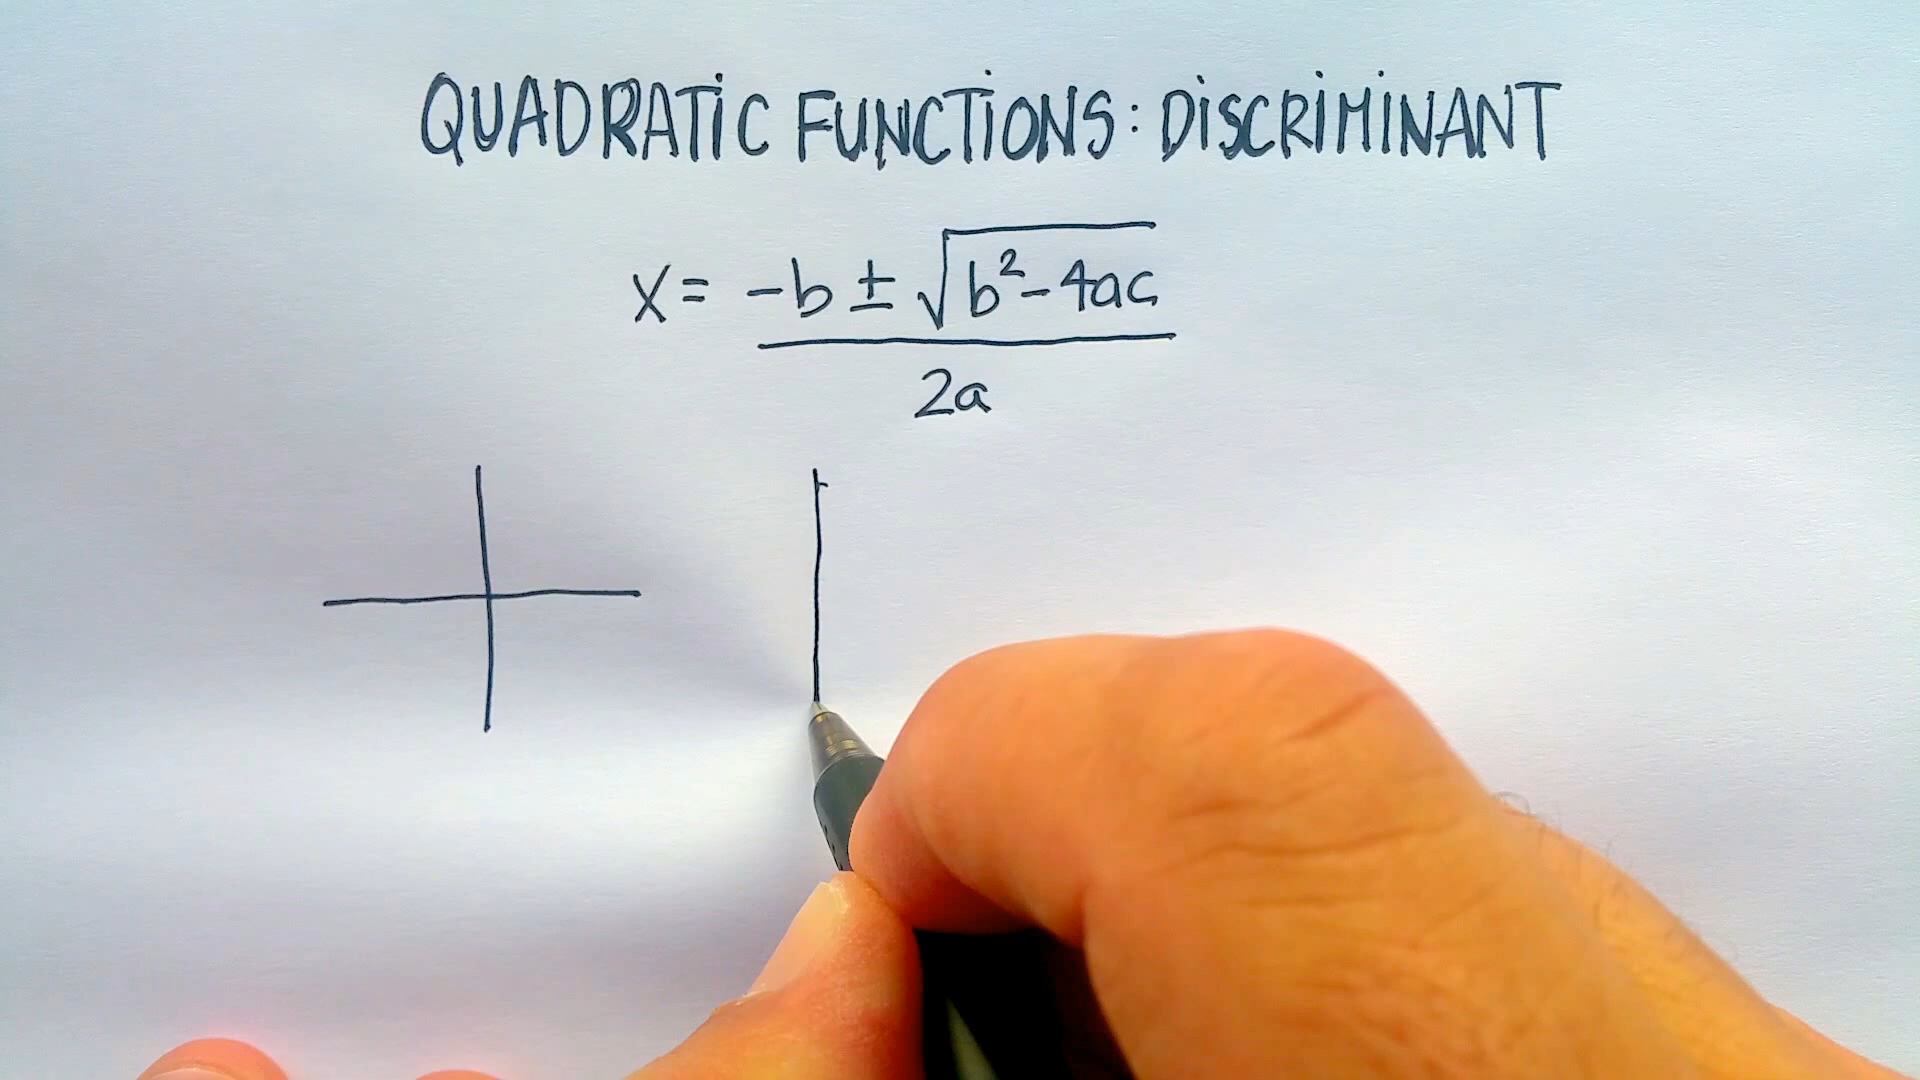 QUADRATiC FUNCTiONS: DiSCRiMiNANT
x = -b ± √b²-4ac
2a